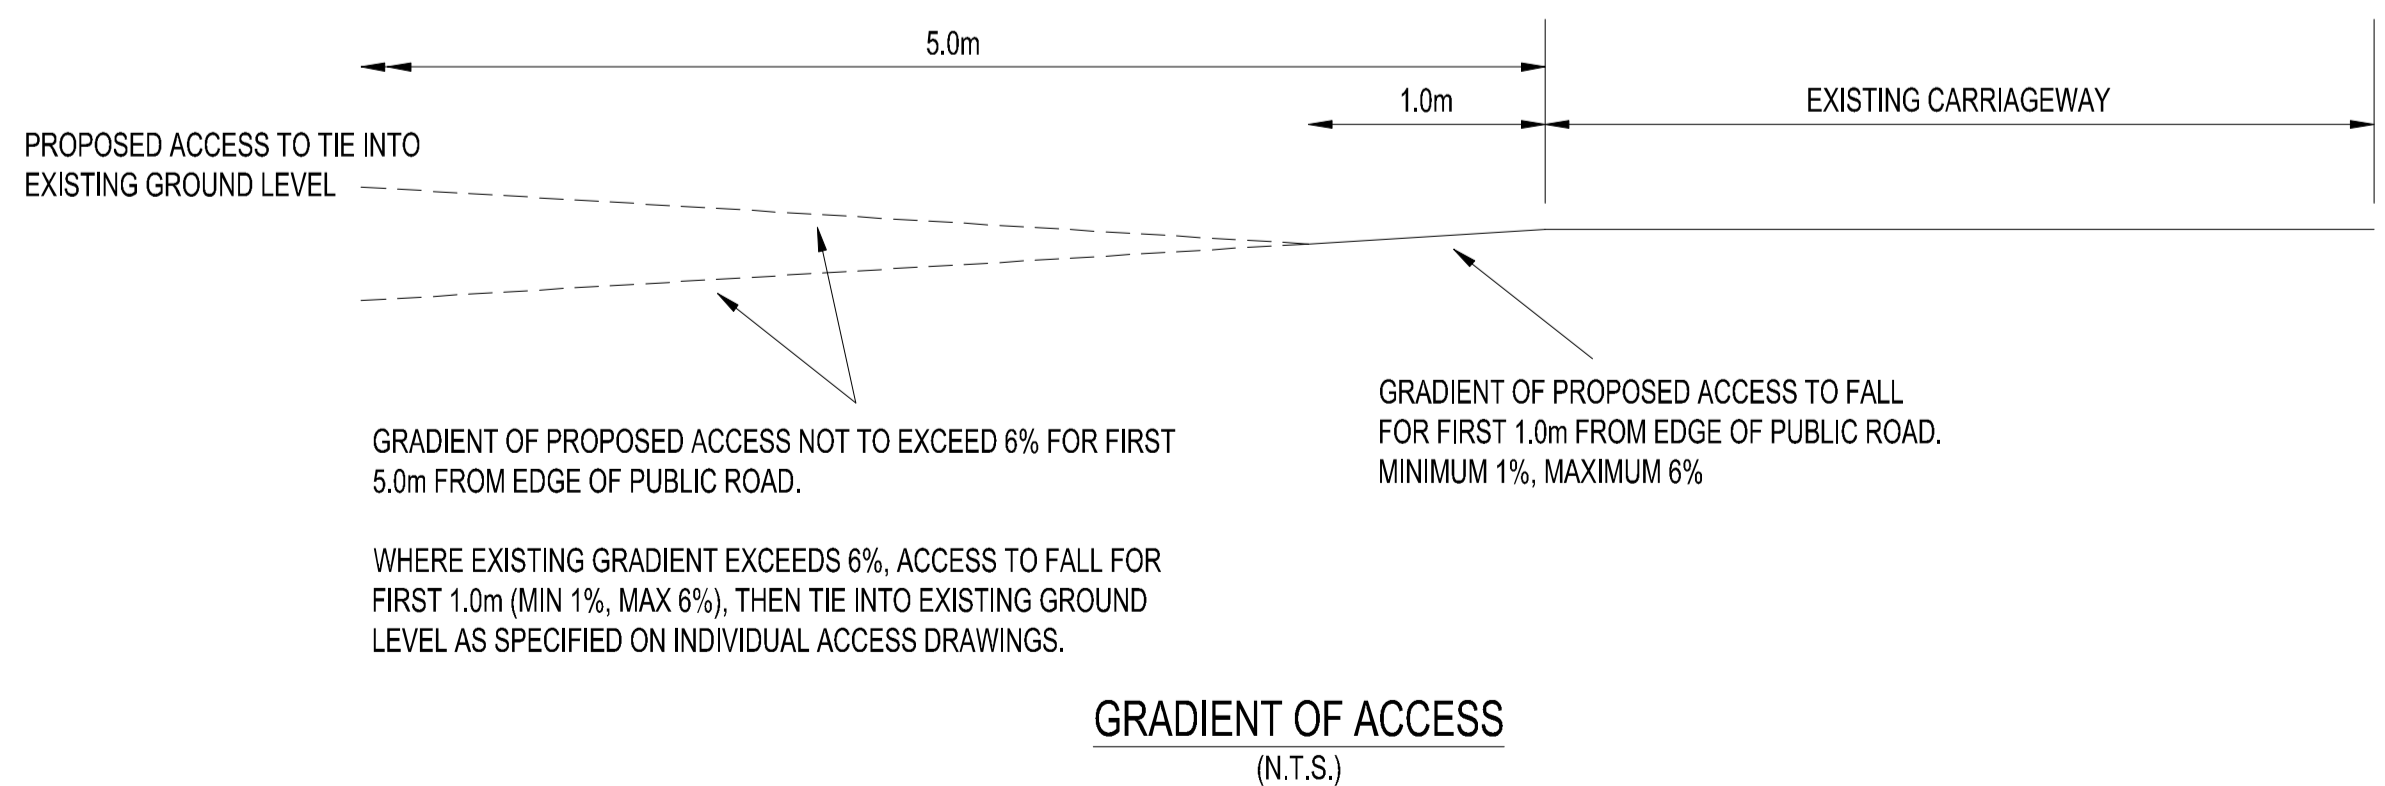 5.0m
1.0m
EXISTING CARRIAGEWAY
PROPOSED ACCESS TO TIE INTO
EXISTING GROUND LEVEL
GRADIENT OF PROPOSED ACCESS TO FALL
FOR FIRST 1.0m FROM EDGE OF PUBLIC ROAD.
MINIMUM 1%, MAXIMUM 6%
GRADIENT OF PROPOSED ACCESS NOT TO EXCEED 6% FOR FIRST
5.0m FROM EDGE OF PUBLIC ROAD.
WHERE EXISTING GRADIENT EXCEEDS 6%, ACCESS TO FALL FOR
FIRST 1.0m (MIN 1%, MAX 6%), THEN TIE INTO EXISTING GROUND
LEVEL AS SPECIFIED ON INDIVIDUAL ACCESS DRAWINGS.
GRADIENT OF ACCESS
(N.T.S.)